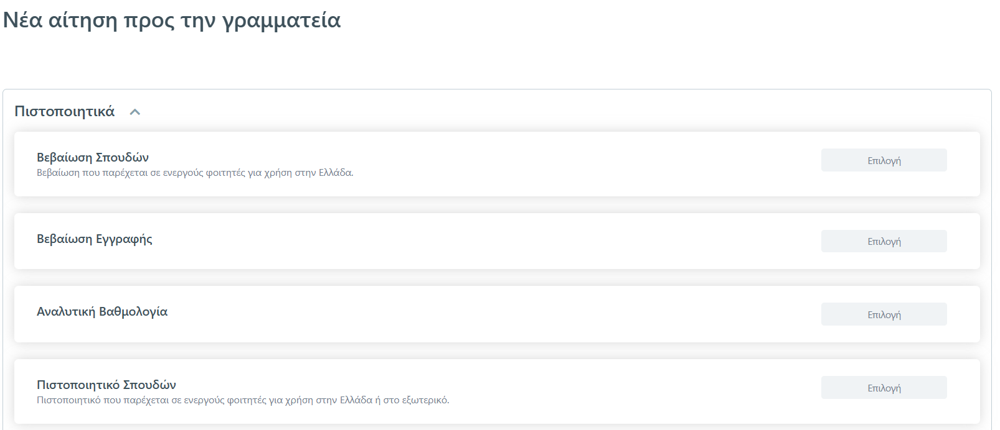 Νέα αίτηση προς την γραμματεία
Πιστοποιητικά
Βεβαίωση Σπουδών
Βεβαίωση που παρέχεται σε ενεργούς φοιτητές για χρήση στην Ελλάδα.
Επιλογή
Βεβαίωση Εγγραφής
Επιλογή
Αναλυτική Βαθμολογία
Επιλογή
Πιστοποιητικό Σπουδών
Πιστοποιητικό που παρέχεται σε ενεργούς φοιτητές για χρήση στην Ελλάδα ή στο εξωτερικό.
Επιλογή